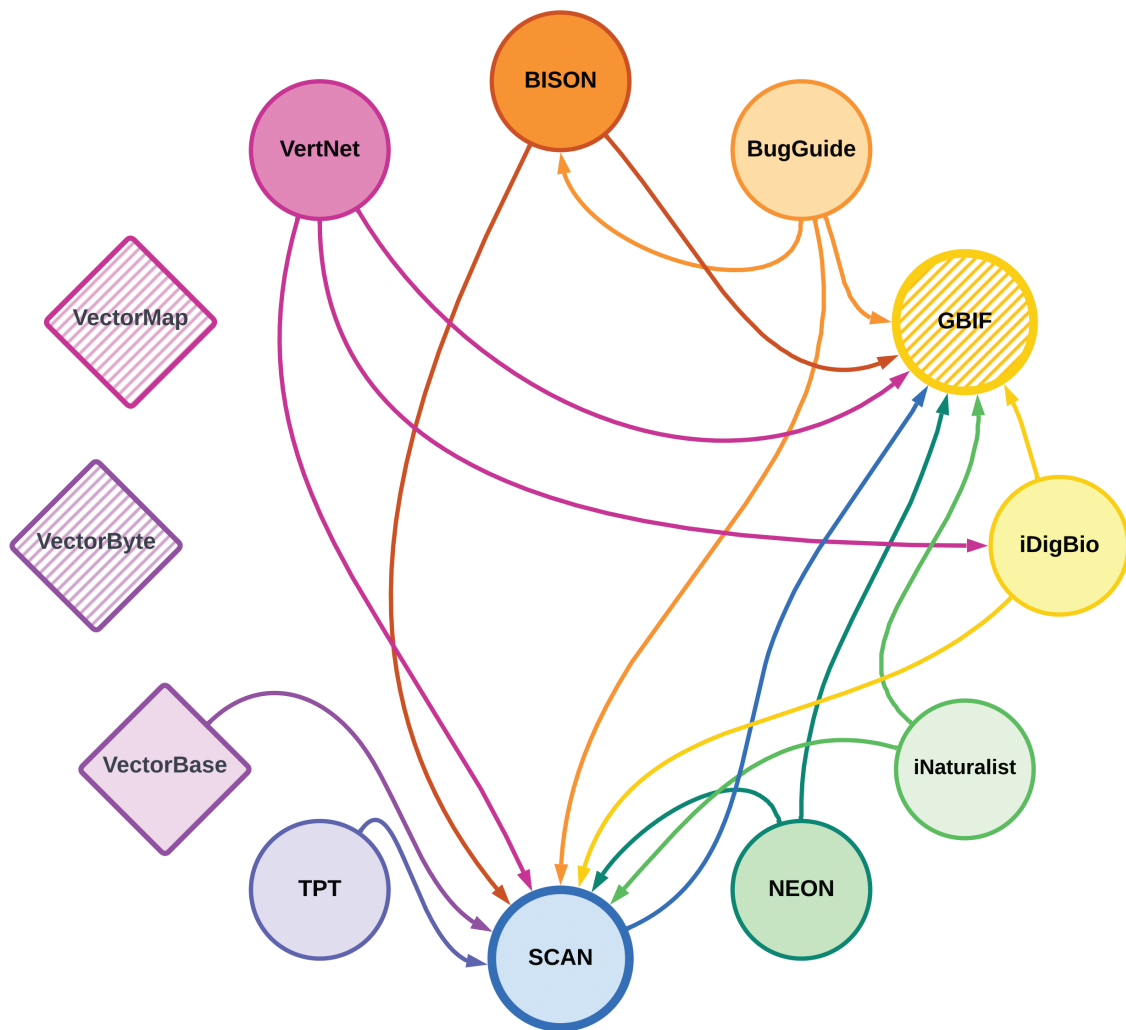 BISON
VertNet
BugGuide
VectorMap
GBIF
VectorByte
iDigBio
VectorBase
iNaturalist
TPT
NEON
SCAN